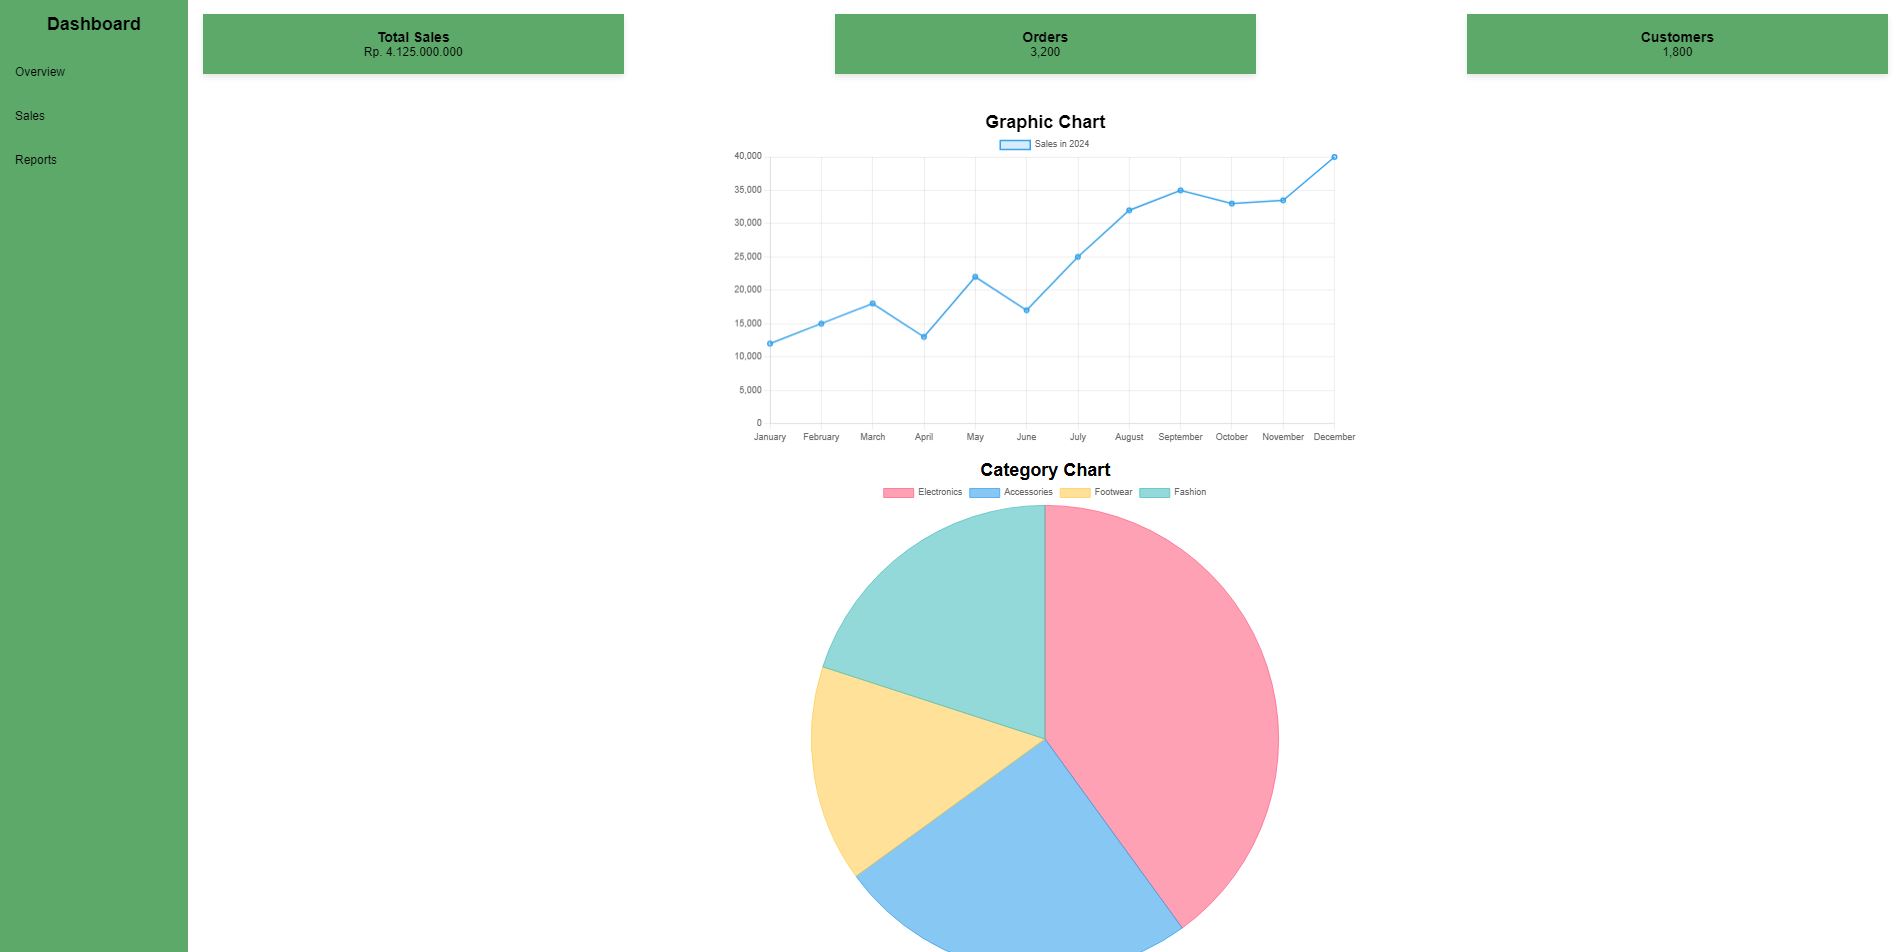 Dashboard
Overview
Sales
Reports
Total Sales
Rp. 4.125.000.000
Orders
3,200
Customers
1,800
Graphic Chart
Sales in 2024
40,000
35,000
30,000
25,000
20,000
15,000
10,000
5,000
0
January February March April May June July August September October November December
Category Chart
Electronics Accessories Footwear Fashion